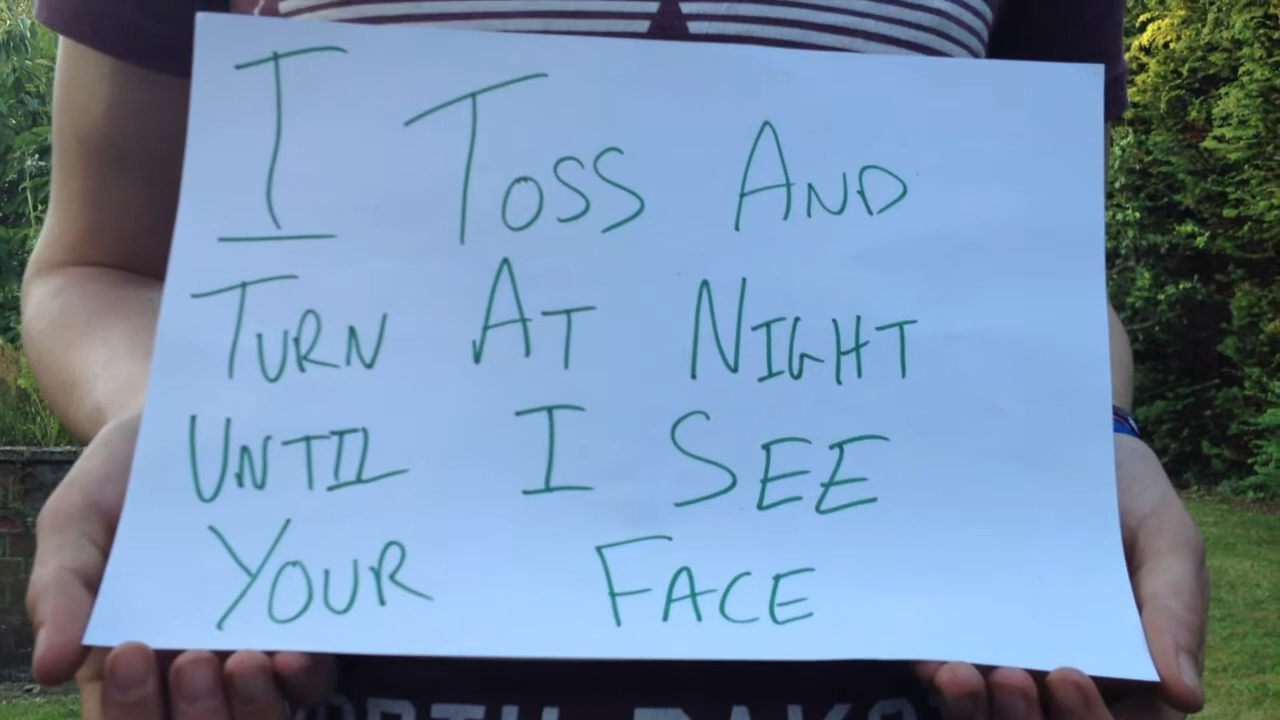 I TOSS AND
TURN AT NIGHT
UNTIL I SEE
YOUR FACE